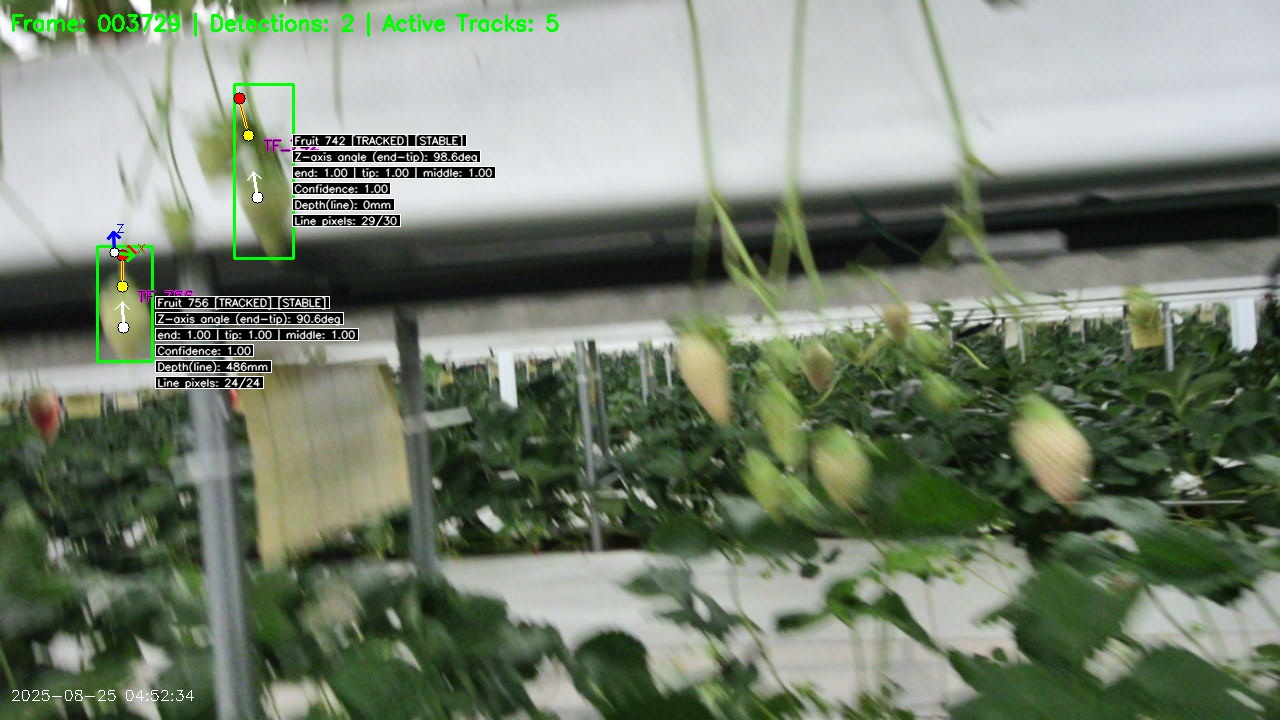 Frame: 003729 | Detections: 2 | Active Tracks: 5
Fruit 742 [TRACKED] [STABLE]
Z-axis angle (end-tip): 98.6deg
end: 1.00 | tip: 1.00 | middle: 1.00
Confidence: 1.00
Depth(line): 0mm
Line pixels: 29/30
Z
X
Fruit 756 [TRACKED] [STABLE]
Z-axis angle (end-tip): 90.6deg
end: 1.00 | tip: 1.00 | middle: 1.00
Confidence: 1.00
Depth(line): 486mm
Line pixels: 24/24
2025-08-25 04:52:34